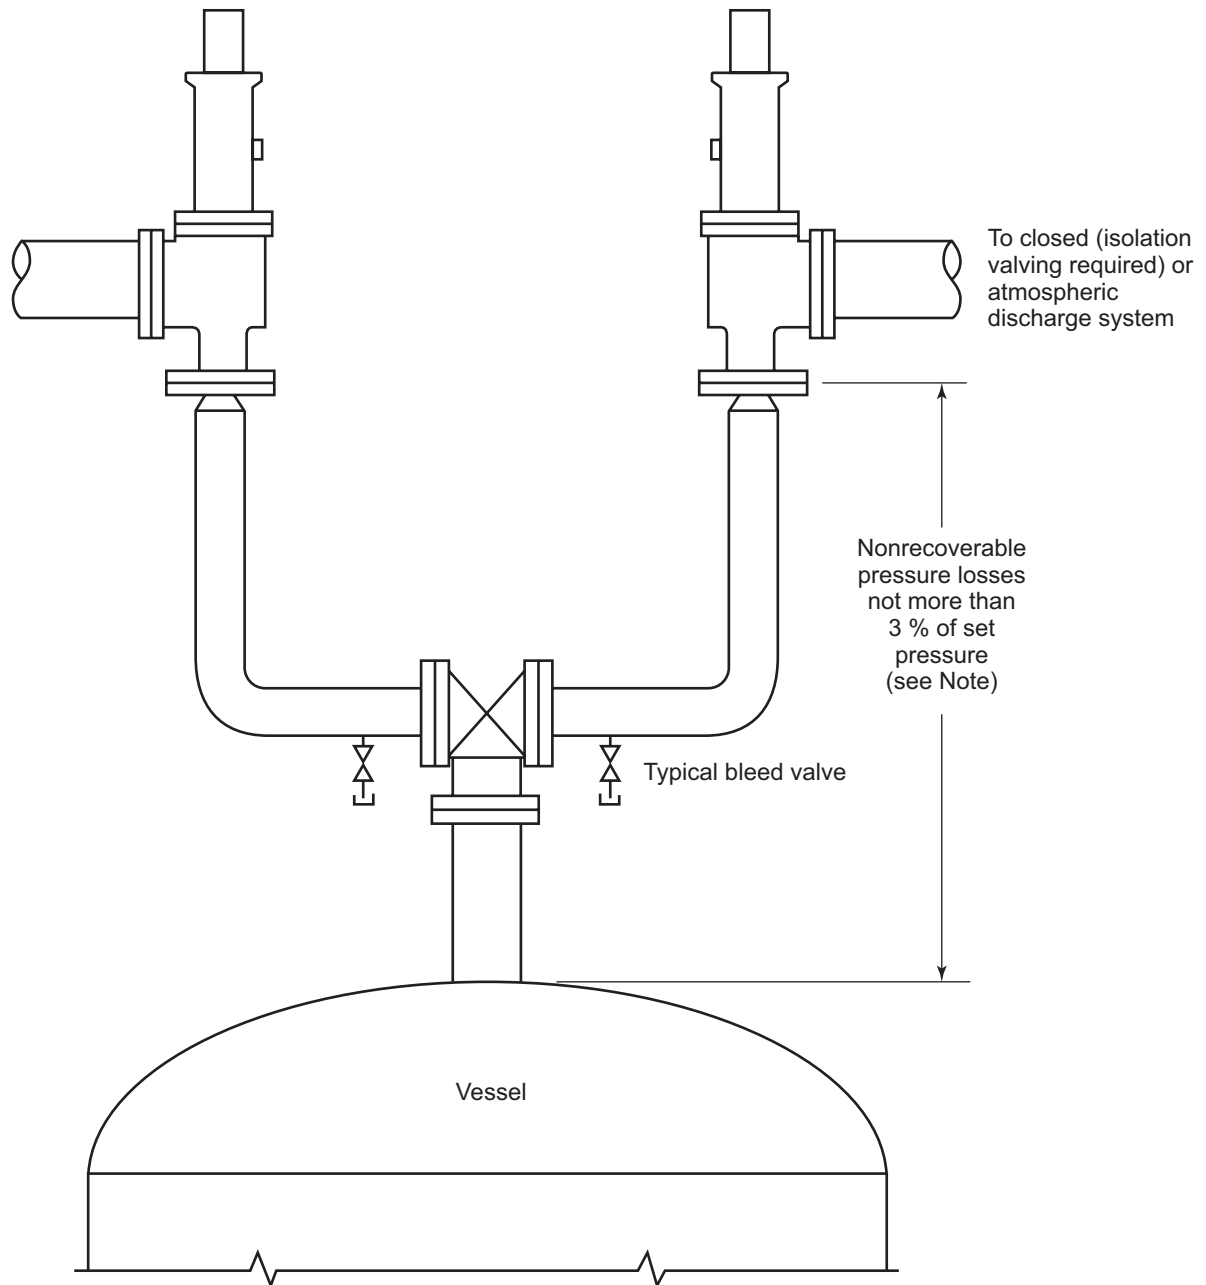 To closed (isolation
valving required) or
atmospheric
discharge system
Nonrecoverable
pressure losses
not more than
3 % of set
pressure
(see Note)
Typical bleed valve
Vessel